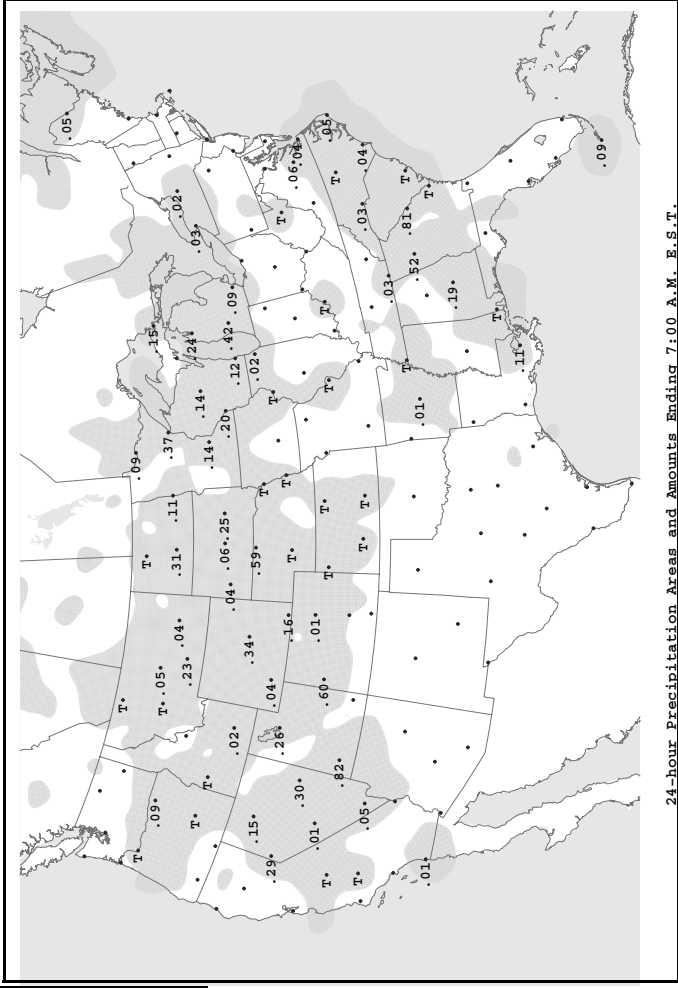 .05
T
.09
T
T
.15
.09
.05
T
.37
.11
.31
.02
.04
.23
.24
T
.03
.14
T
.14
.06 .25
.20
.42
.04
.09
.02
.12
.34
.15
.02
.59
T
.29
.04
T
.26
T
T
.16
T
.06
.04
.30
.01
.01
.60
T
T
T
.05
T
T
T
.82
T
.03
.04
T
.05
T
.03
T
T
.81
.52
.01
.01
T
.19
T
.11
.09
24-hour Precipitation Areas and Amounts Ending 7:00 A.M. E.S.T.